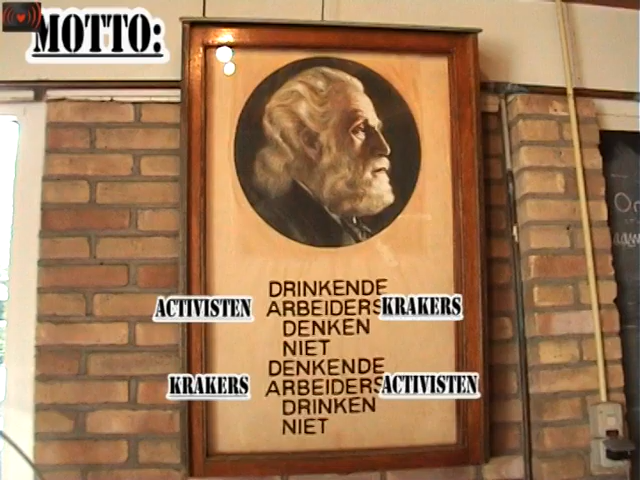 MOTTO:
DRINKENDE
ACTIVISTEN ARBEIDERS KRAKERS
DENKEN
NIET
DENKENDE
KRAKERS ARBEIDERS ACTIVISTEN
DRINKEN
NIET